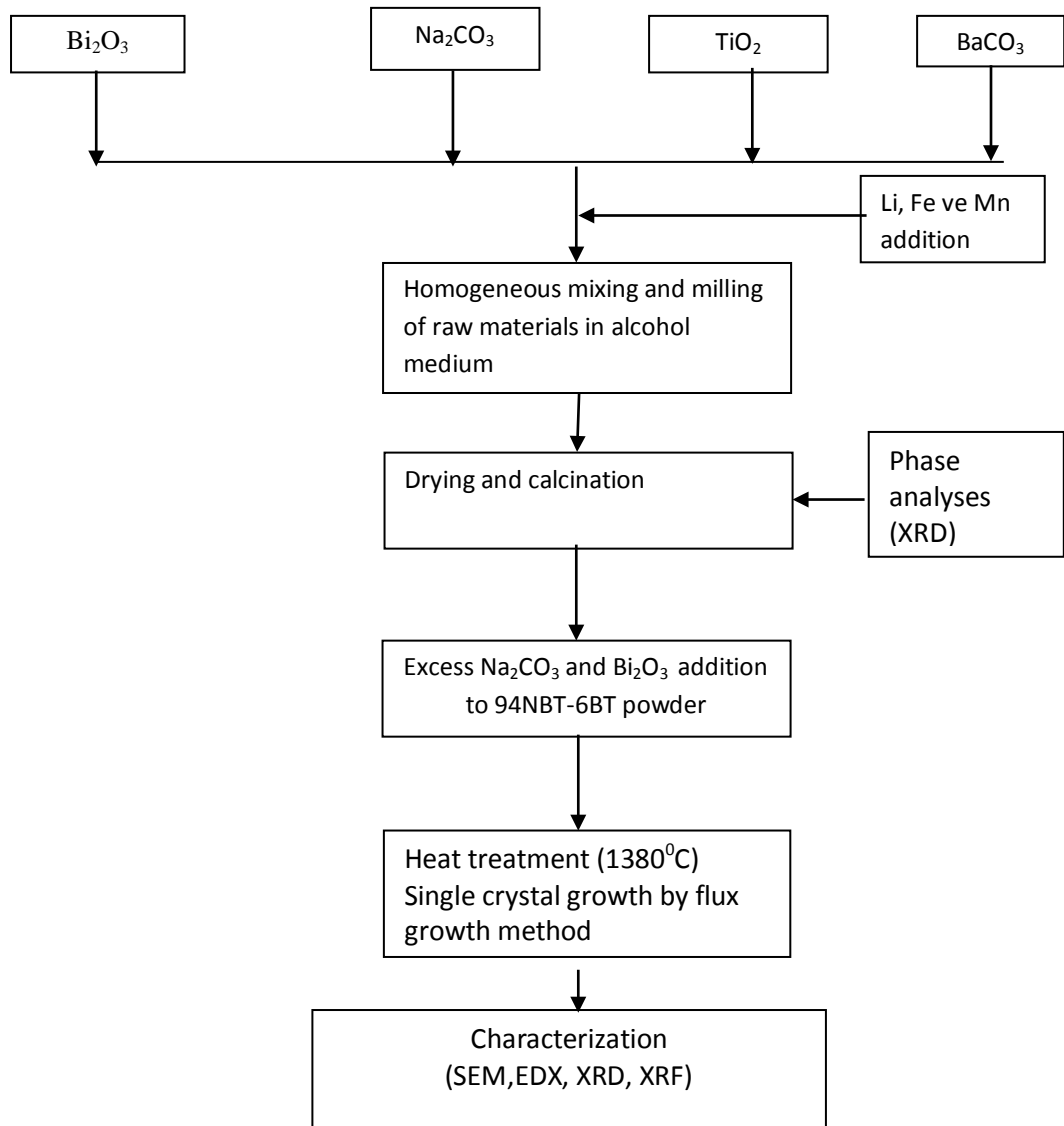 Bi₂O₃
Na₂CO₃
TiO₂
BaCO₃
Li, Fe ve Mn
addition
Homogeneous mixing and milling
of raw materials in alcohol
medium
Drying and calcination
Phase
analyses
(XRD)
Excess Na₂CO₃ and Bi₂O₃ addition
to 94NBT-6BT powder
Heat treatment (1380⁰C)
Single crystal growth by flux
growth method
Characterization
(SEM,EDX, XRD, XRF)